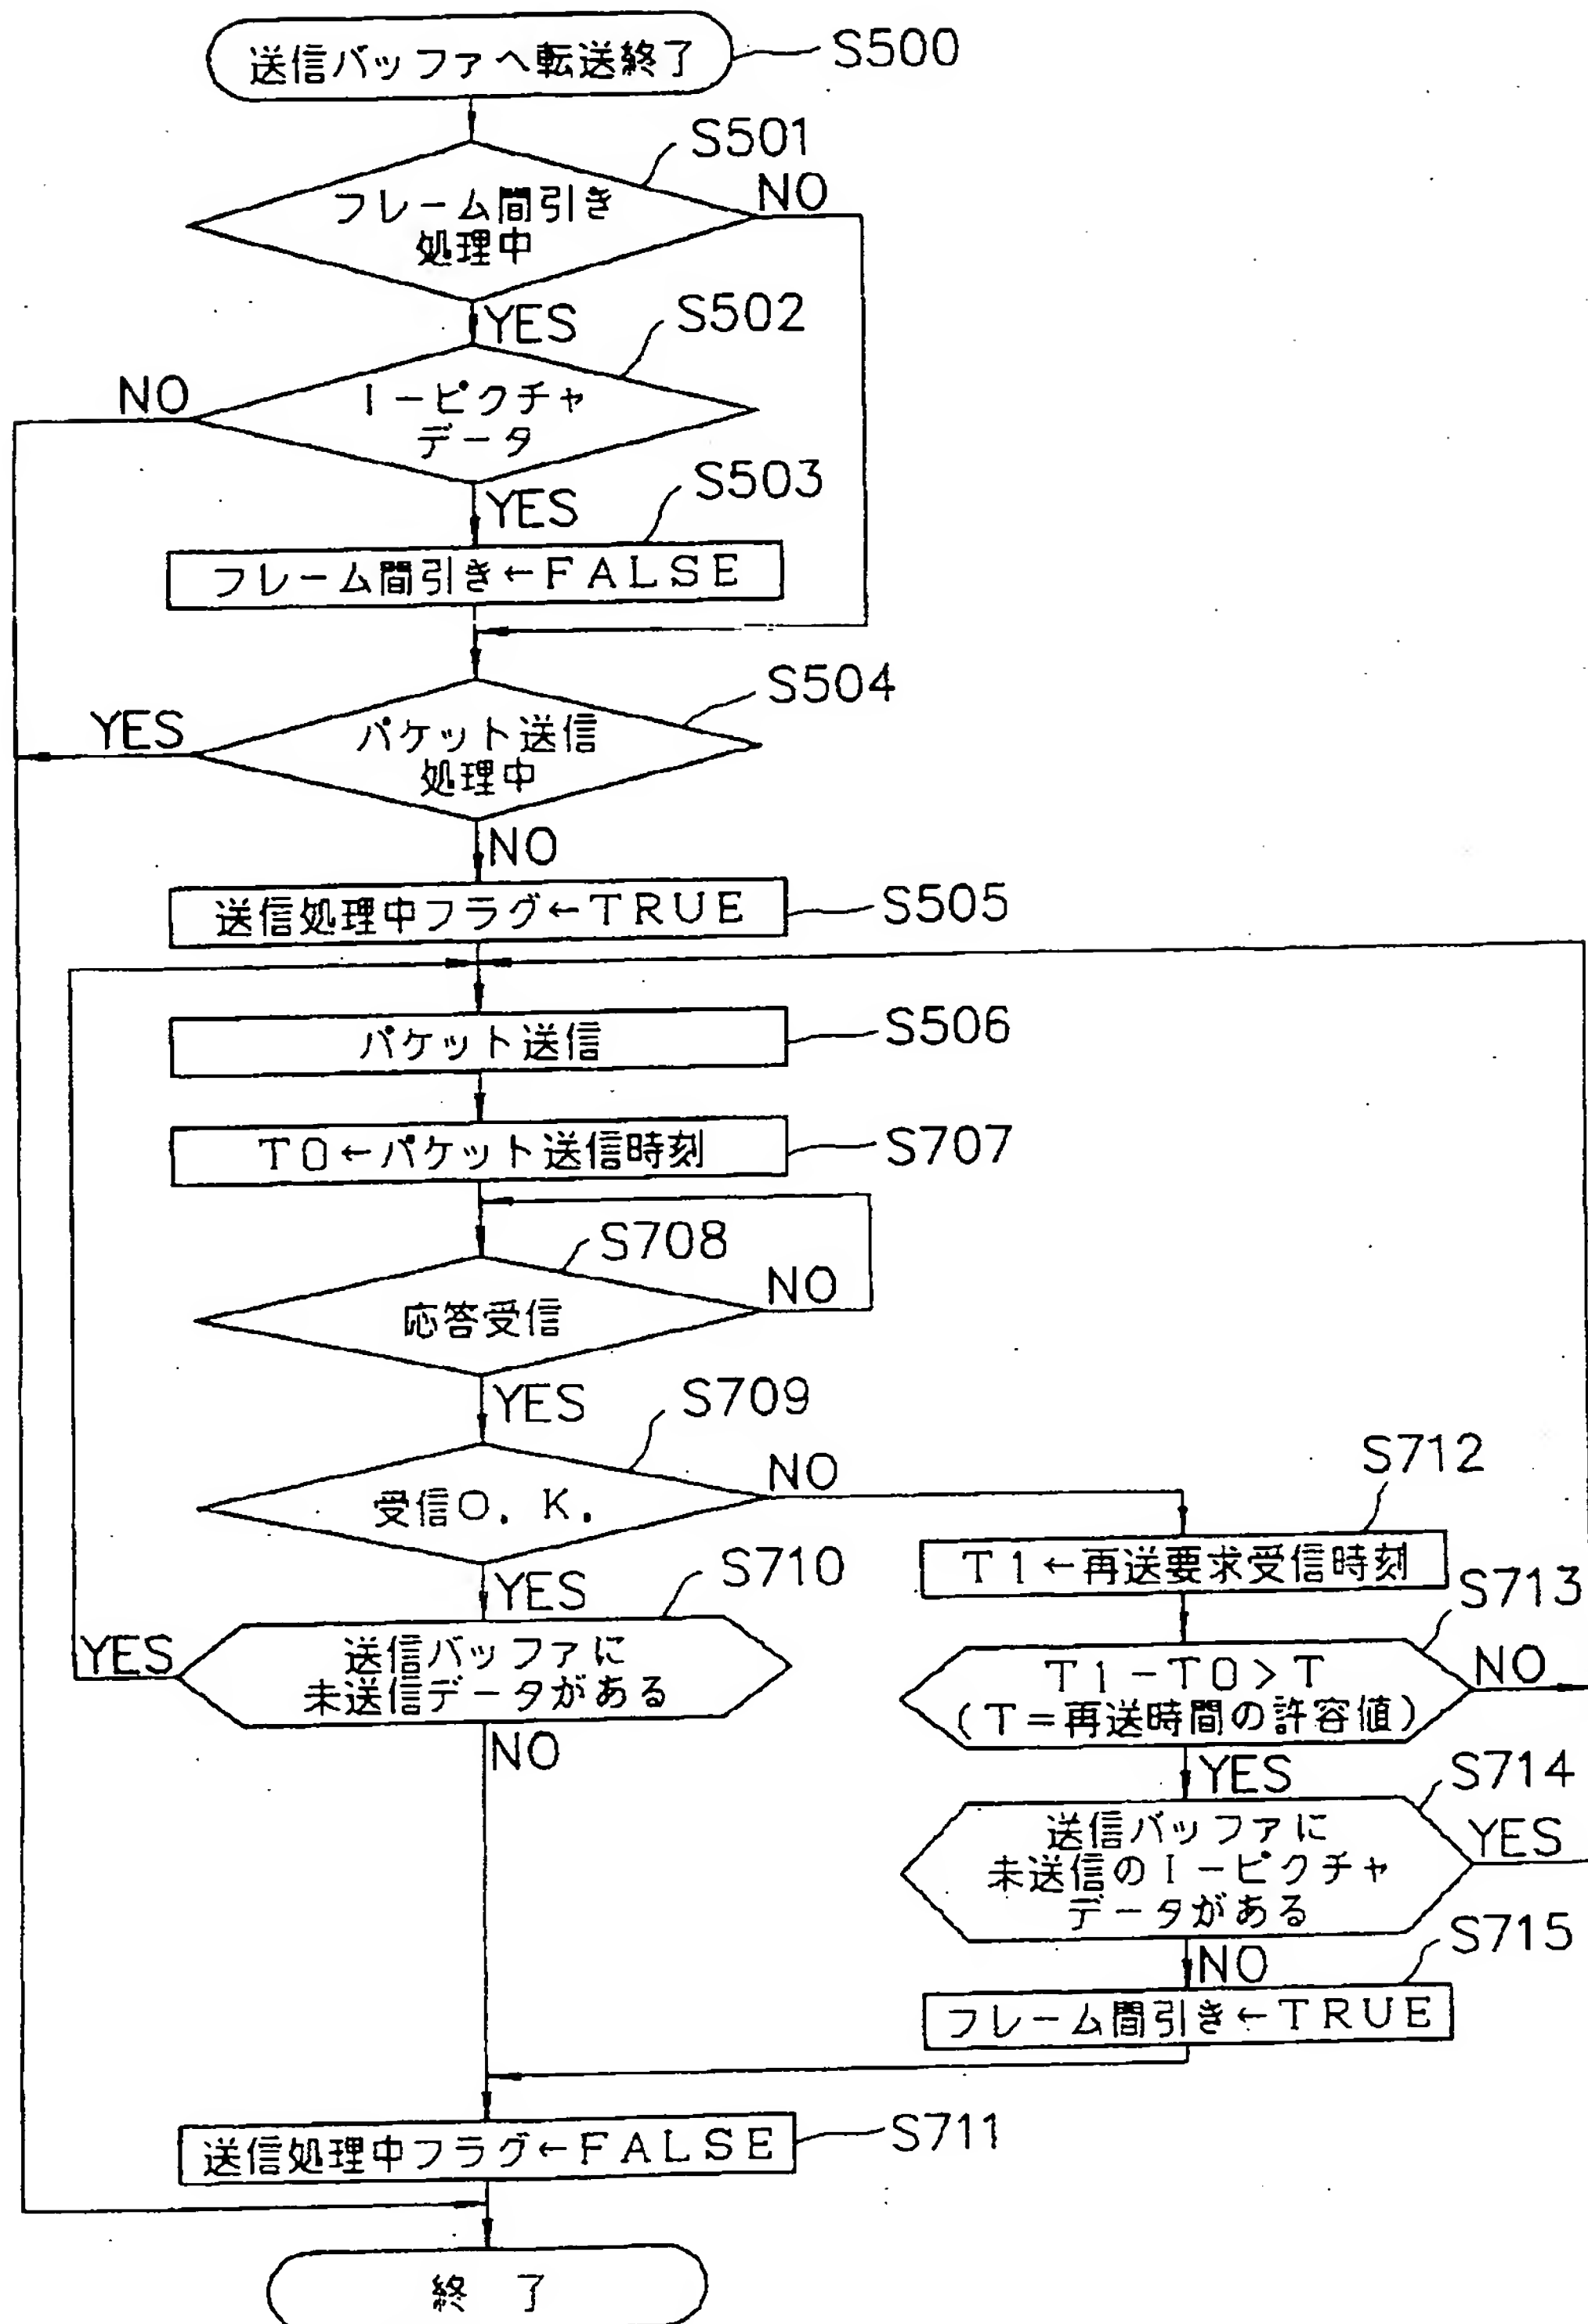 送信バッファへ転送終了
S500
S501
フレーム間引き
処理中
NO
YES
S502
I-ピクチャ
データ
NO
YES
S503
フレーム間引き←FALSE
S504
パケット送信
処理中
YES
NO
送信処理中フラグ←TRUE
S505
パケット送信
S506
T0←パケット送信時刻
S707
S708
応答受信
NO
YES
S709
受信O. K.
NO
YES
S710
送信バッファに
未送信データがある
YES
NO
S712
T1←再送要求受信時刻
S713
T1-T0>T
(T=再送時間の許容値)
NO
YES
S714
送信バッファに
未送信のI-ピクチャ
データがある
YES
NO
S715
フレーム間引き←TRUE
送信処理中フラグ←FALSE
S711
終 了